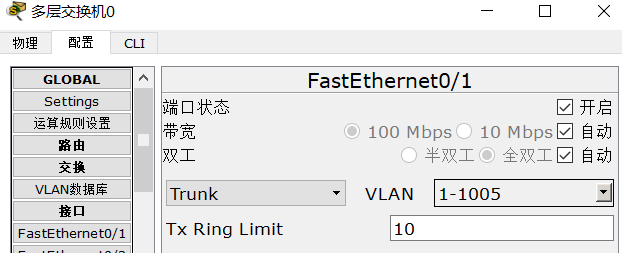 多层交换机0
物理 配置 CLI
GLOBAL
Settings
运算规则设置
路由
交换
VLAN数据库
接口
FastEthernet0/1
FastEthernet0/1
端口状态 开启
带宽 100 Mbps 10 Mbps 自动
双工 半双工 全双工 自动
Trunk VLAN 1-1005
Tx Ring Limit 10